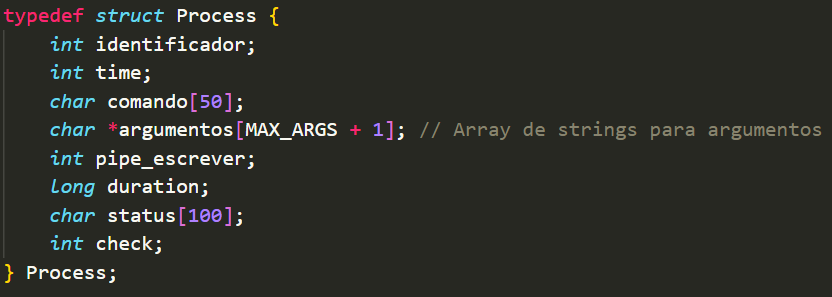 typedef struct Process {
    int identificador;
    int time;
    char comando[50];
    char *argumentos[MAX_ARGS + 1]; // Array de strings para argumentos
    int pipe_escrever;
    long duration;
    char status[100];
    int check;
} Process;